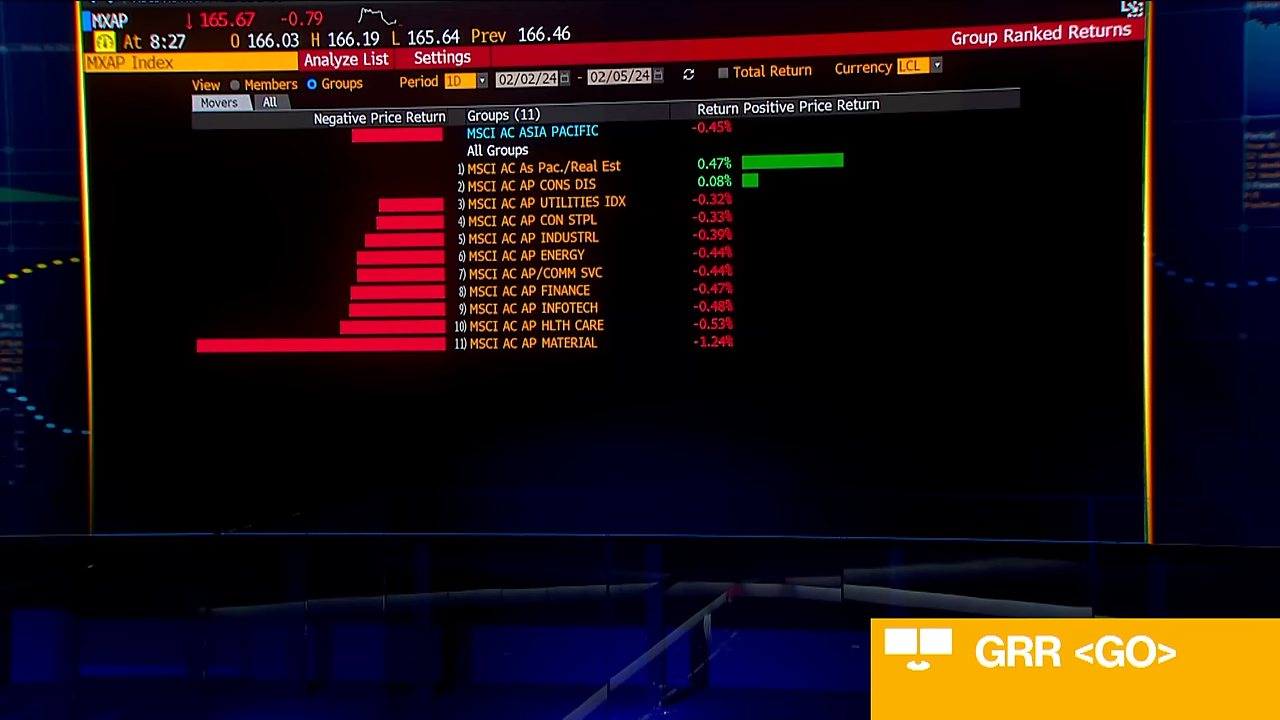 MXAP ↓ 165.67 -0.79
At 8:27 O 166.03 H 166.19 L 165.64 Prev 166.46
MXAP Index Analyze List Settings Group Ranked Returns
View Members Groups Period 1D 02/02/24 - 02/05/24 Total Return Currency LCL
Movers All
Negative Price Return Groups (11) Return Positive Price Return
MSCI AC ASIA PACIFIC -0.45%
All Groups
1) MSCI AC As Pac./Real Est 0.47%
2) MSCI AC AP CONS DIS 0.08%
3) MSCI AC AP UTILITIES IDX -0.32%
4) MSCI AC AP CON STPL -0.33%
5) MSCI AC AP INDUSTRL -0.39%
6) MSCI AC AP ENERGY -0.44%
7) MSCI AC AP/COMM SVC -0.44%
8) MSCI AC AP FINANCE -0.47%
9) MSCI AC AP INFOTECH -0.48%
10) MSCI AC AP HLTH CARE -0.53%
11) MSCI AC AP MATERIAL -1.24%
GRR <GO>